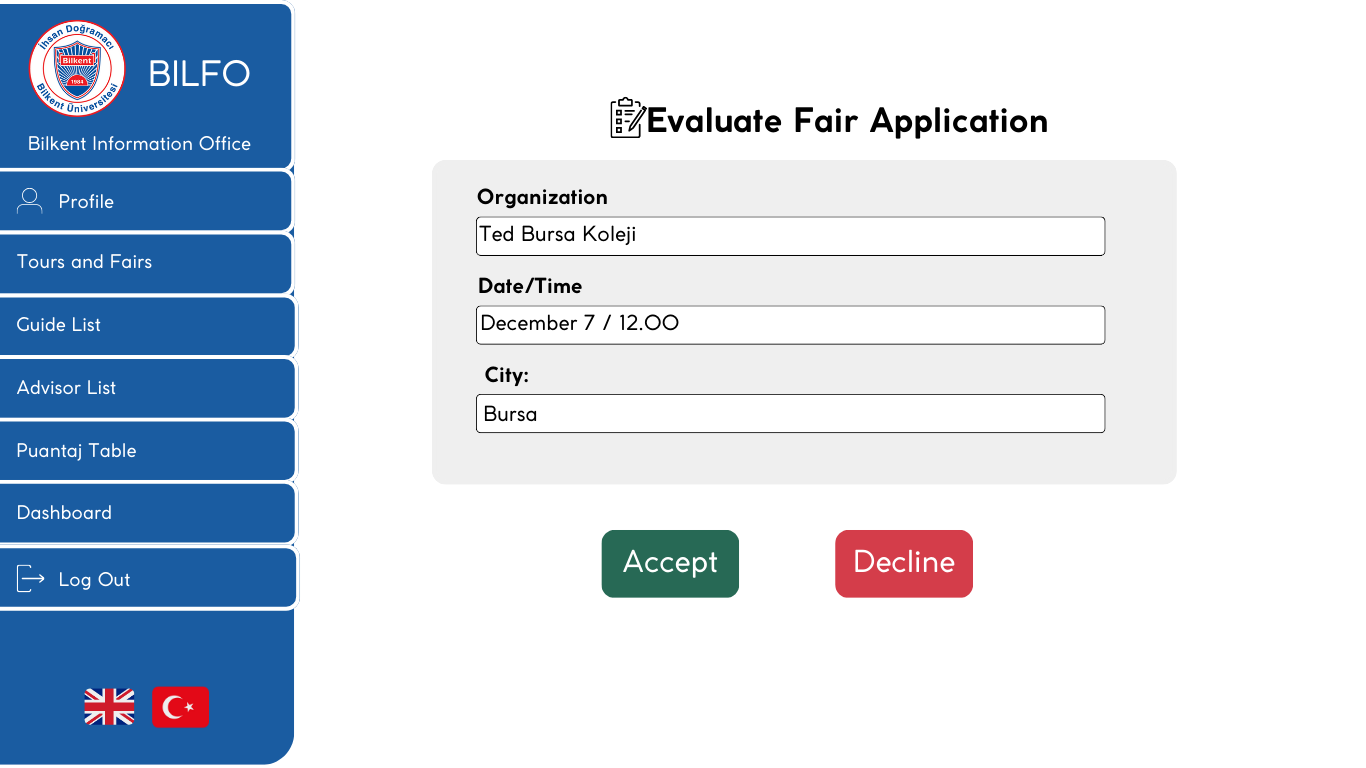 İhsan Doğramacı
Bilkent
1984
Bilkent Üniversitesi
BILFO
Bilkent Information Office
Profile
Tours and Fairs
Guide List
Advisor List
Puantaj Table
Dashboard
Log Out
Evaluate Fair Application
Organization
Ted Bursa Koleji
Date/Time
December 7 / 12.00
City:
Bursa
Accept
Decline